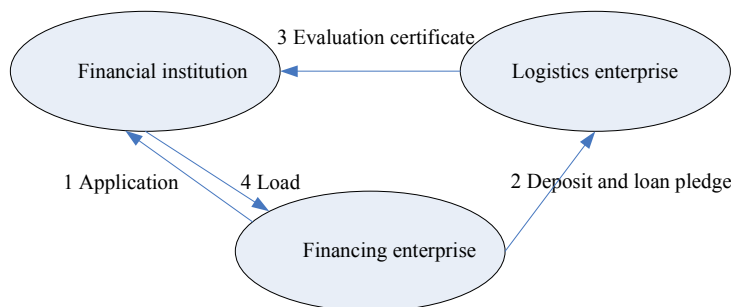 3 Evaluation certificate
Financial institution
Logistics enterprise
1 Application
4 Load
2 Deposit and loan pledge
Financing enterprise